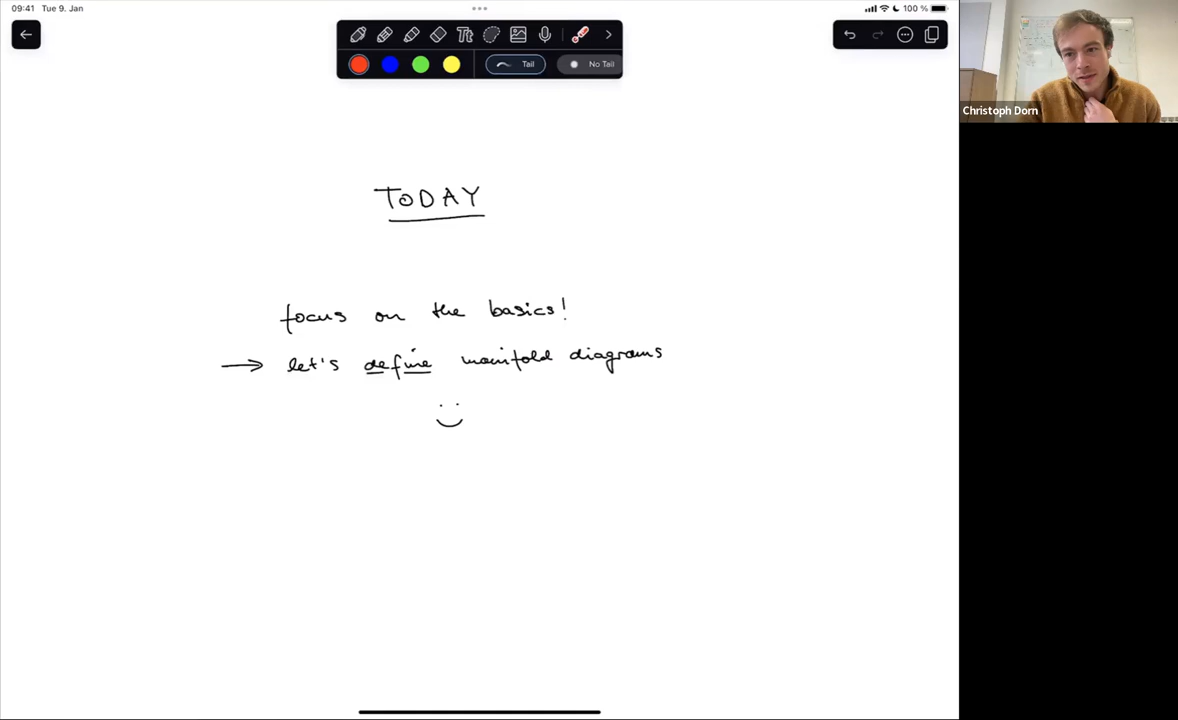 09:41 Tue 9. Jan
100 %
Tt
Tail
No Tail
Christoph Dorn
TODAY
focus on the basics!
→ let's define manifold diagrams